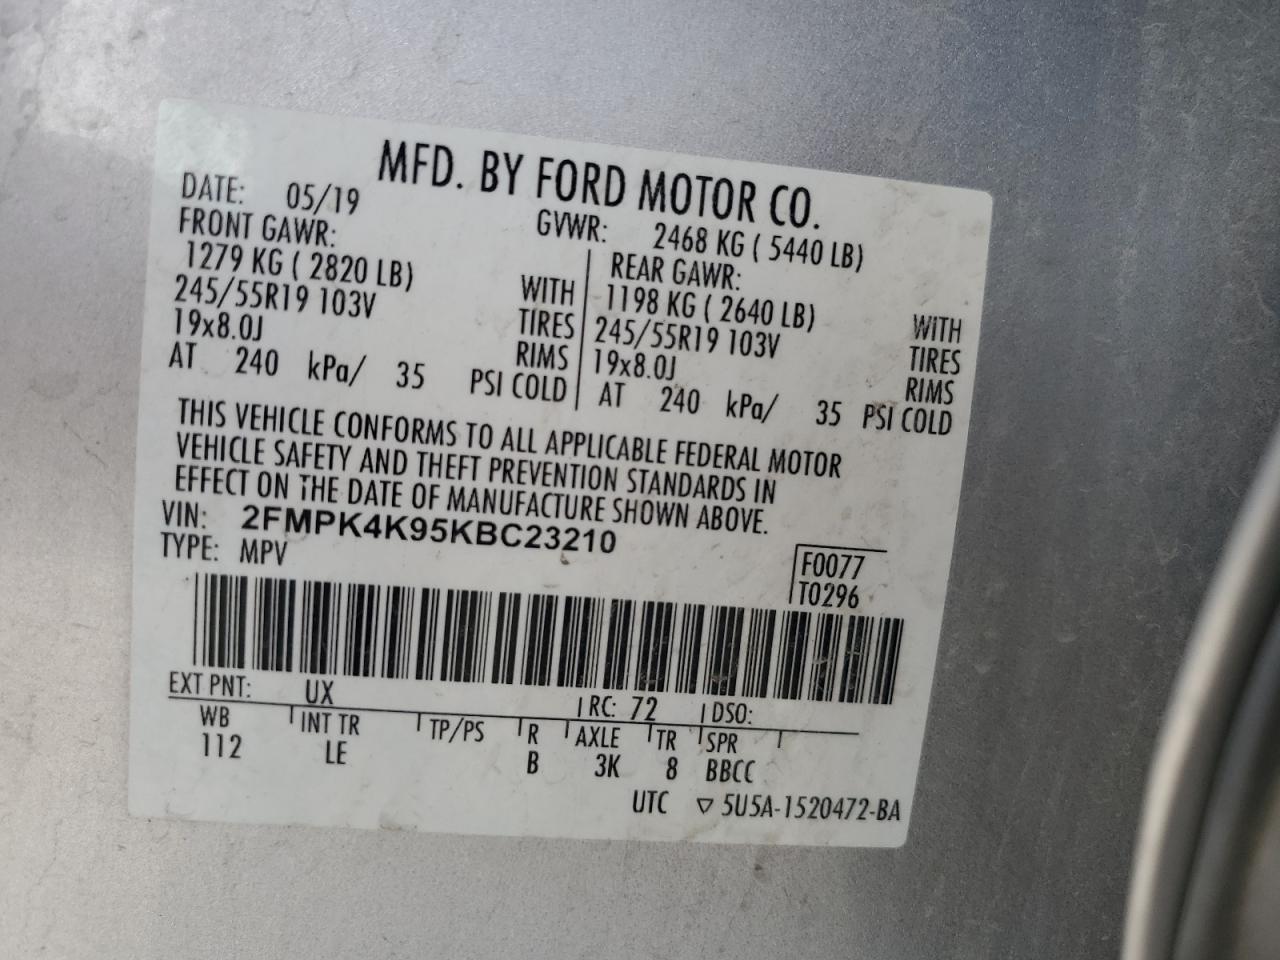 MFD. BY FORD MOTOR CO.
DATE: 05/19 GVWR: 2468 KG ( 5440 LB)
FRONT GAWR: REAR GAWR:
1279 KG ( 2820 LB) WITH 1198 KG ( 2640 LB) WITH
245/55R19 103V TIRES 245/55R19 103V TIRES
19x8.0J RIMS 19x8.0J RIMS
AT 240 kPa/ 35 PSI COLD AT 240 kPa/ 35 PSI COLD
THIS VEHICLE CONFORMS TO ALL APPLICABLE FEDERAL MOTOR
VEHICLE SAFETY AND THEFT PREVENTION STANDARDS IN
EFFECT ON THE DATE OF MANUFACTURE SHOWN ABOVE.
VIN: 2FMPK4K95KBC23210
TYPE: MPV F0077
T0296
EXT PNT: UX RC: 72 DSO:
WB INT TR TP/PS R AXLE TR SPR
112 LE B 3K 8 BBCC
UTC ▽ 5U5A-1520472-BA